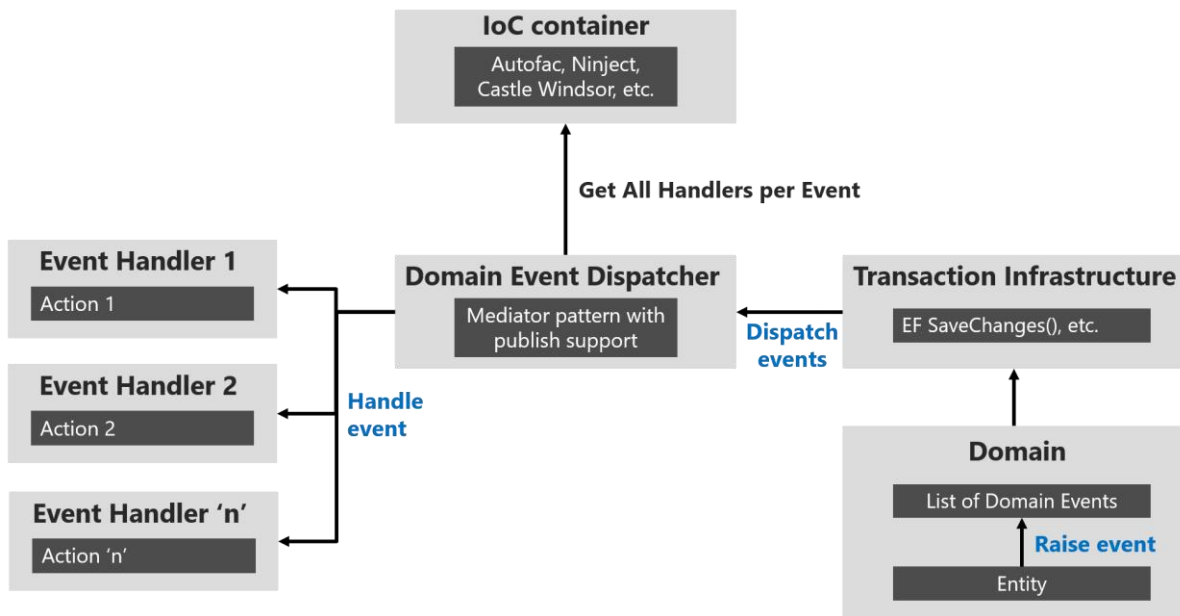 IoC container
Autofac, Ninject,
Castle Windsor, etc.
Get All Handlers per Event
Event Handler 1
Action 1
Event Handler 2
Action 2
Event Handler ‘n’
Action ‘n’
Handle
event
Domain Event Dispatcher
Mediator pattern with
publish support
Dispatch
events
Transaction Infrastructure
EF SaveChanges(), etc.
Domain
List of Domain Events
Raise event
Entity